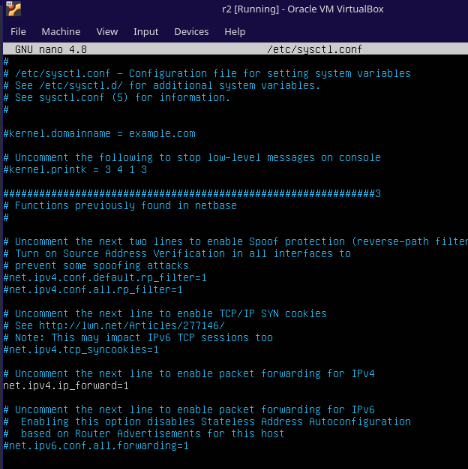 r2 [Running] - Oracle VM VirtualBox
File Machine View Input Devices Help
GNU nano 4.8 /etc/sysctl.conf
#
# /etc/sysctl.conf - Configuration file for setting system variables
# See /etc/sysctl.d/ for additional system variables.
# See sysctl.conf (5) for information.
#
#kernel.domainname = example.com
# Uncomment the following to stop low-level messages on console
#kernel.printk = 3 4 1 3
##############################################################3
# Functions previously found in netbase
#
# Uncomment the next two lines to enable Spoof protection (reverse-path filter
# Turn on Source Address Verification in all interfaces to
# prevent some spoofing attacks
#net.ipv4.conf.default.rp_filter=1
#net.ipv4.conf.all.rp_filter=1
# Uncomment the next line to enable TCP/IP SYN cookies
# See http://lwn.net/Articles/277146/
# Note: This may impact IPv6 TCP sessions too
#net.ipv4.tcp_syncookies=1
# Uncomment the next line to enable packet forwarding for IPv4
net.ipv4.ip_forward=1
# Uncomment the next line to enable packet forwarding for IPv6
#  Enabling this option disables Stateless Address Autoconfiguration
#  based on Router Advertisements for this host
#net.ipv6.conf.all.forwarding=1